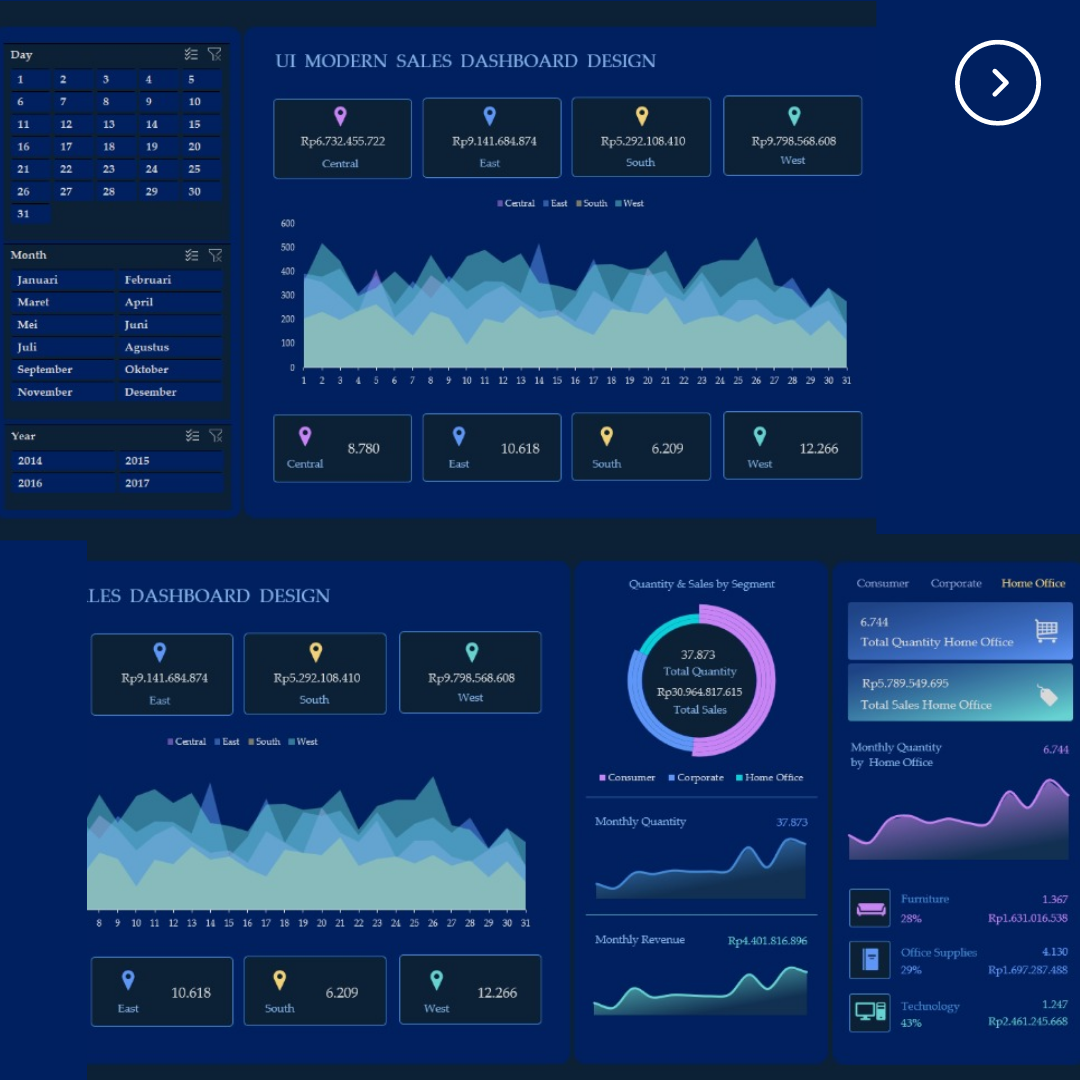 Day
1 2 3 4 5
6 7 8 9 10
11 12 13 14 15
16 17 18 19 20
21 22 23 24 25
26 27 28 29 30
31
Month
Januari Februari
Maret April
Mei Juni
Juli Agustus
September Oktober
November Desember
Year
2014 2015
2016 2017
UI MODERN SALES DASHBOARD DESIGN
Rp6.732.455.722
Central
Rp9.141.684.874
East
Rp5.292.108.410
South
Rp9.798.568.608
West
Central East South West
600
500
400
300
200
100
0
1 2 3 4 5 6 7 8 9 10 11 12 13 14 15 16 17 18 19 20 21 22 23 24 25 26 27 28 29 30 31
8.780
Central
10.618
East
6.209
South
12.266
West
LES DASHBOARD DESIGN
Rp9.141.684.874
East
Rp5.292.108.410
South
Rp9.798.568.608
West
Central East South West
8 9 10 11 12 13 14 15 16 17 18 19 20 21 22 23 24 25 26 27 28 29 30 31
10.618
East
6.209
South
12.266
West
Quantity & Sales by Segment
37.873
Total Quantity
Rp30.964.817.615
Total Sales
Consumer Corporate Home Office
Monthly Quantity 37.873
Monthly Revenue Rp4.401.816.896
Consumer Corporate Home Office
6.744
Total Quantity Home Office
Rp5.789.549.695
Total Sales Home Office
Monthly Quantity 6.744
by Home Office
Furniture 1.367
28% Rp1.631.016.538
Office Supplies 4.130
29% Rp1.697.287.488
Technology 1.247
43% Rp2.461.245.668